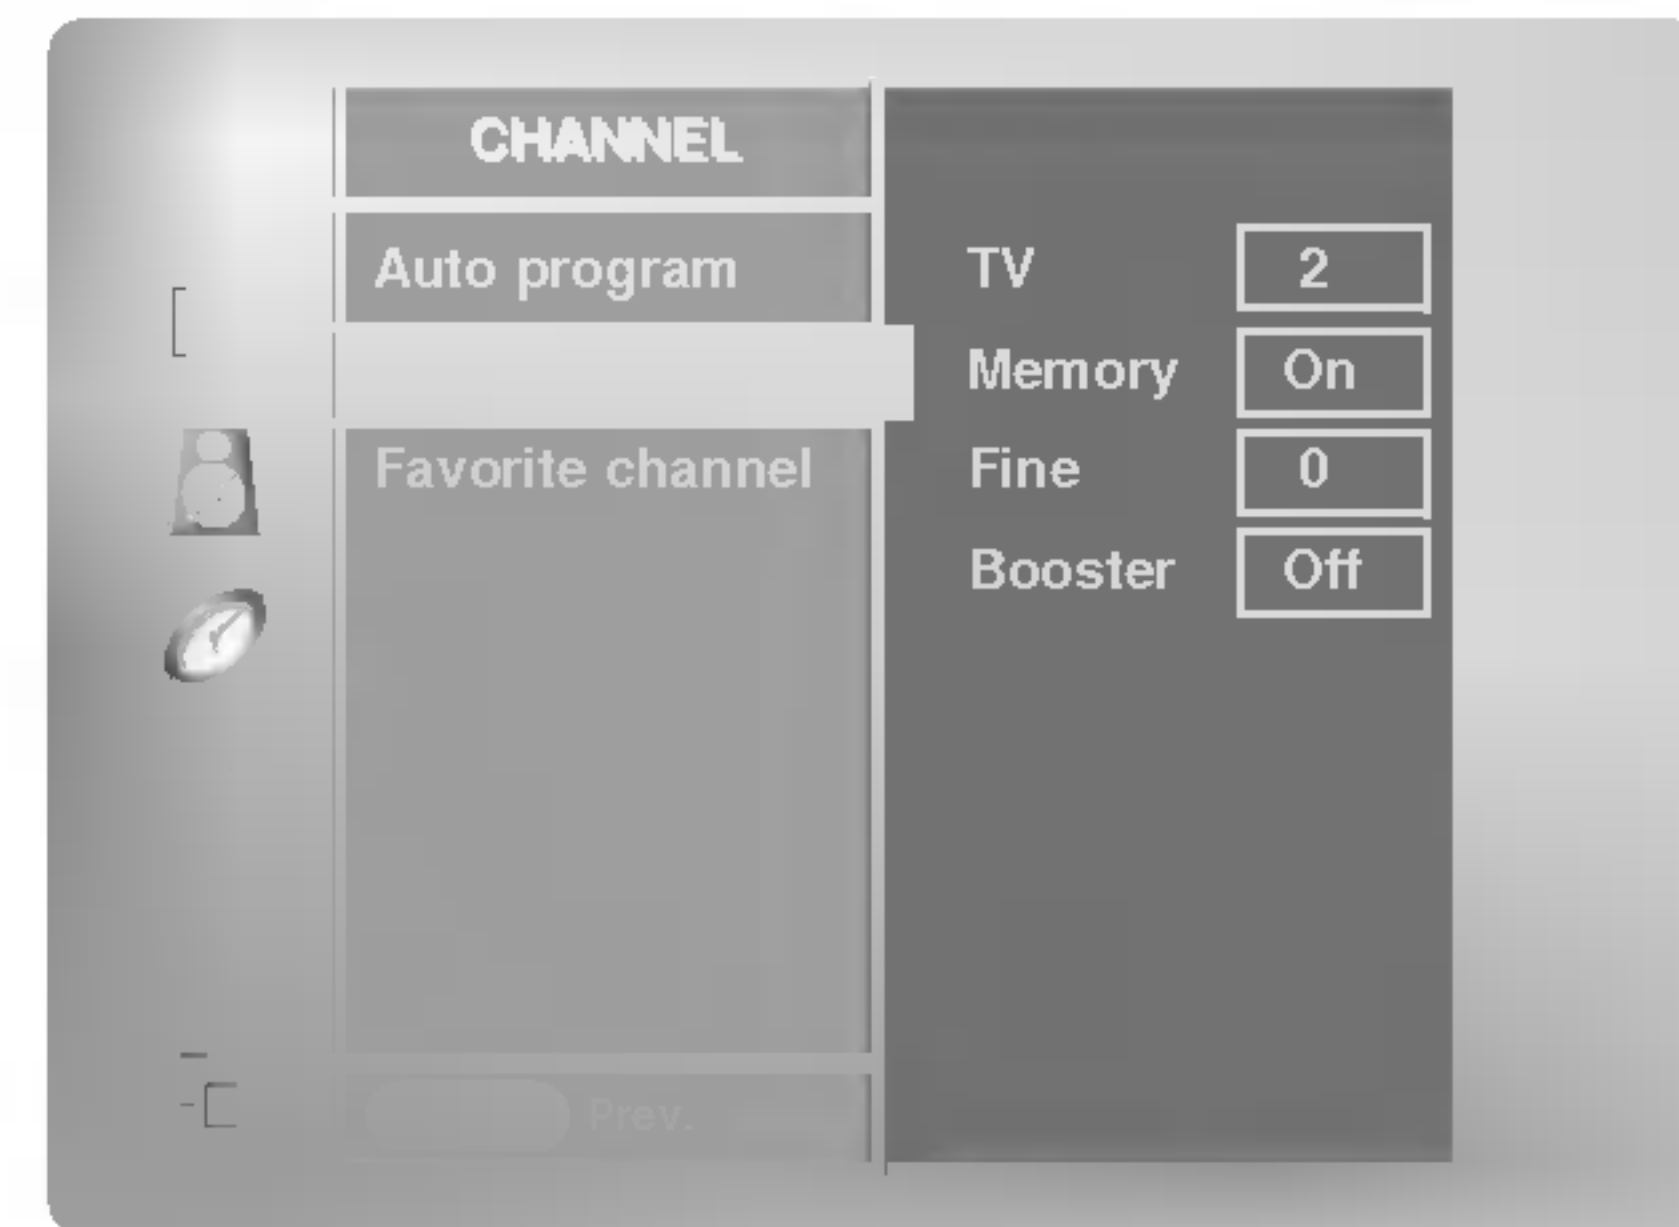 CHANNEL
Auto program
Favorite channel
Prev.
TV 2
Memory On
Fine 0
Booster Off